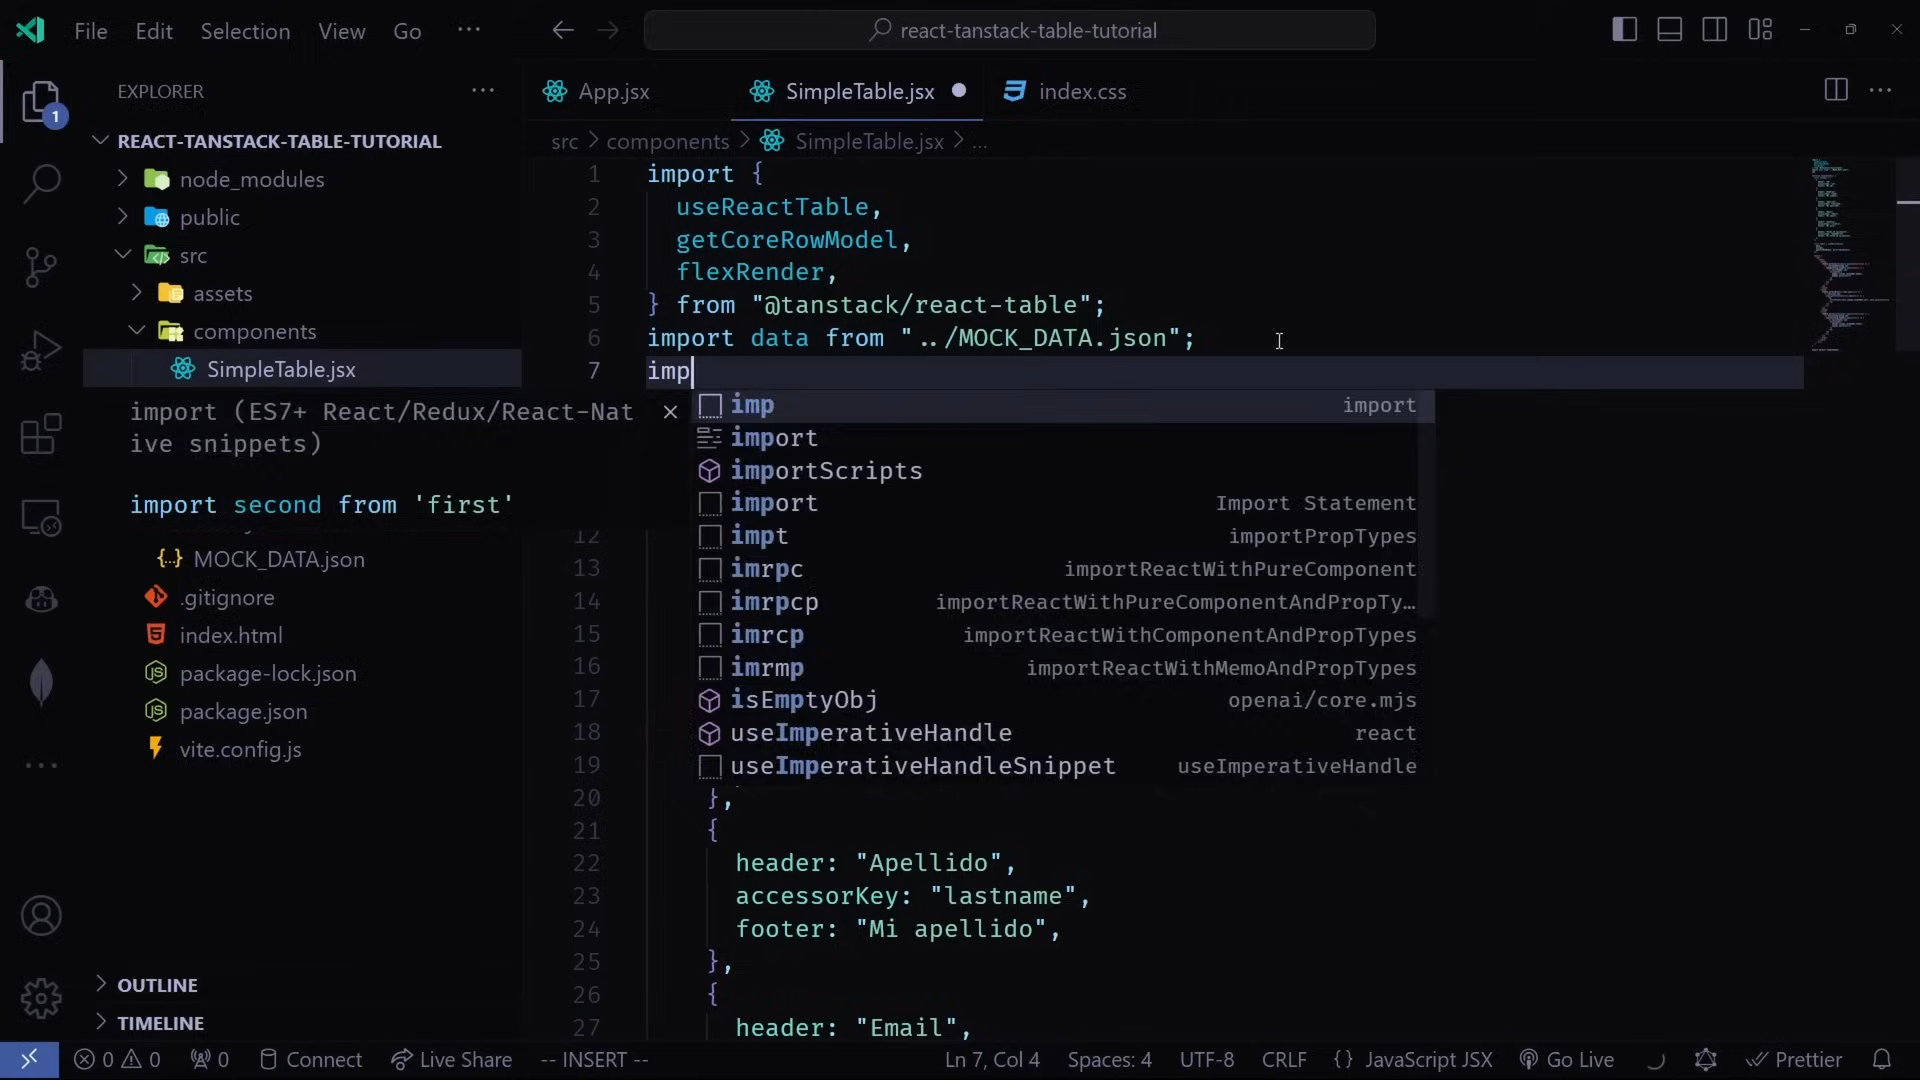 File Edit Selection View Go ···
react-tanstack-table-tutorial
EXPLORER
REACT-TANSTACK-TABLE-TUTORIAL
node_modules
public
src
assets
components
SimpleTable.jsx
import (ES7+ React/Redux/React-Nat
ive snippets)
import second from 'first'
MOCK_DATA.json
.gitignore
index.html
package-lock.json
package.json
vite.config.js
OUTLINE
TIMELINE
1
App.jsx
SimpleTable.jsx
index.css
src > components > SimpleTable.jsx > ...
1 import {
2 useReactTable,
3 getCoreRowModel,
4 flexRender,
5 } from "@tanstack/react-table";
6 import data from "../MOCK_DATA.json";
7 imp
imp import
import
importScripts
import Import Statement
impt importPropTypes
imrpc importReactWithPureComponent
imrpcp importReactWithPureComponentAndPropTy…
imrcp importReactWithComponentAndPropTypes
imrmp importReactWithMemoAndPropTypes
isEmptyObj openai/core.mjs
useImperativeHandle react
useImperativeHandleSnippet useImperativeHandle
12
13
14
15
16
17
18
19
20 },
21 {
22 header: "Apellido",
23 accessorKey: "lastname",
24 footer: "Mi apellido",
25 },
26 {
27 header: "Email",
0 0 0 Connect Live Share -- INSERT -- Ln 7, Col 4 Spaces: 4 UTF-8 CRLF {} JavaScript JSX Go Live Prettier